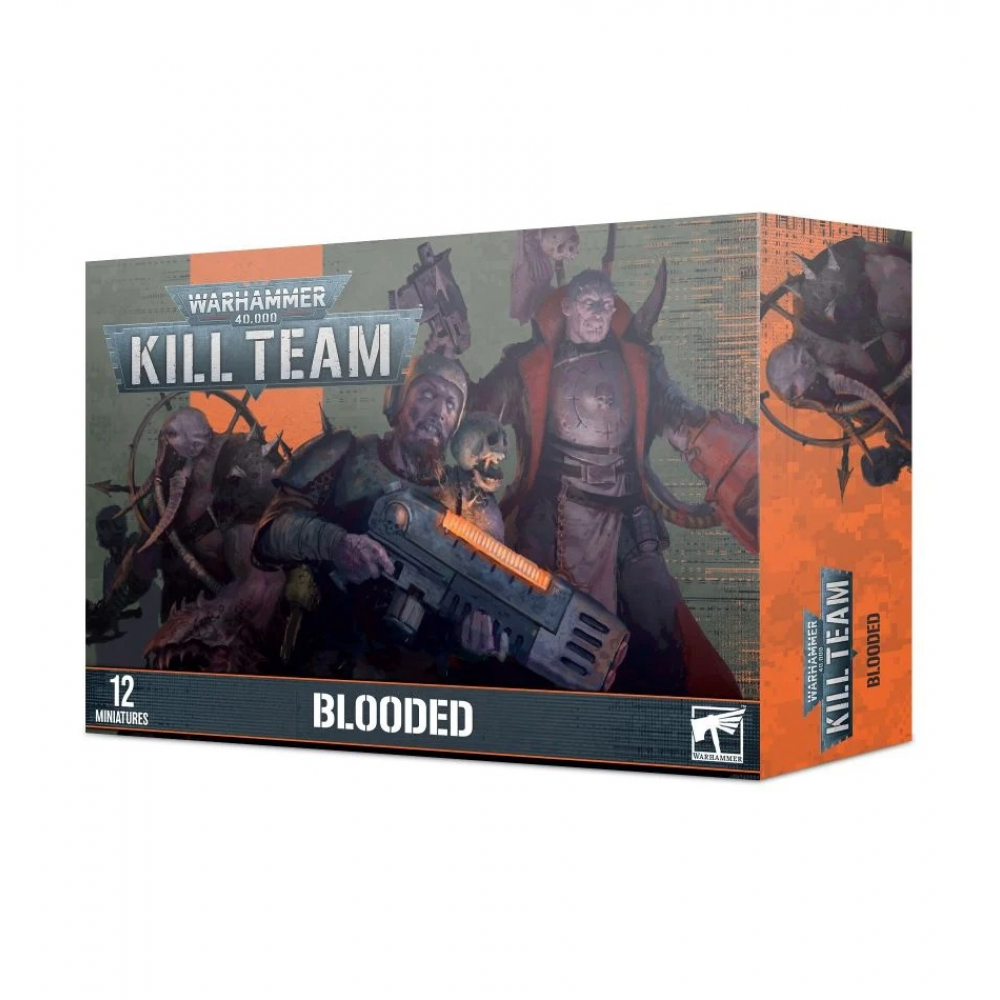 WARHAMMER
40,000
KILL TEAM
12
MINIATURES
BLOODED
WARHAMMER
WARHAMMER
40,000
KILL TEAM
BLOODED